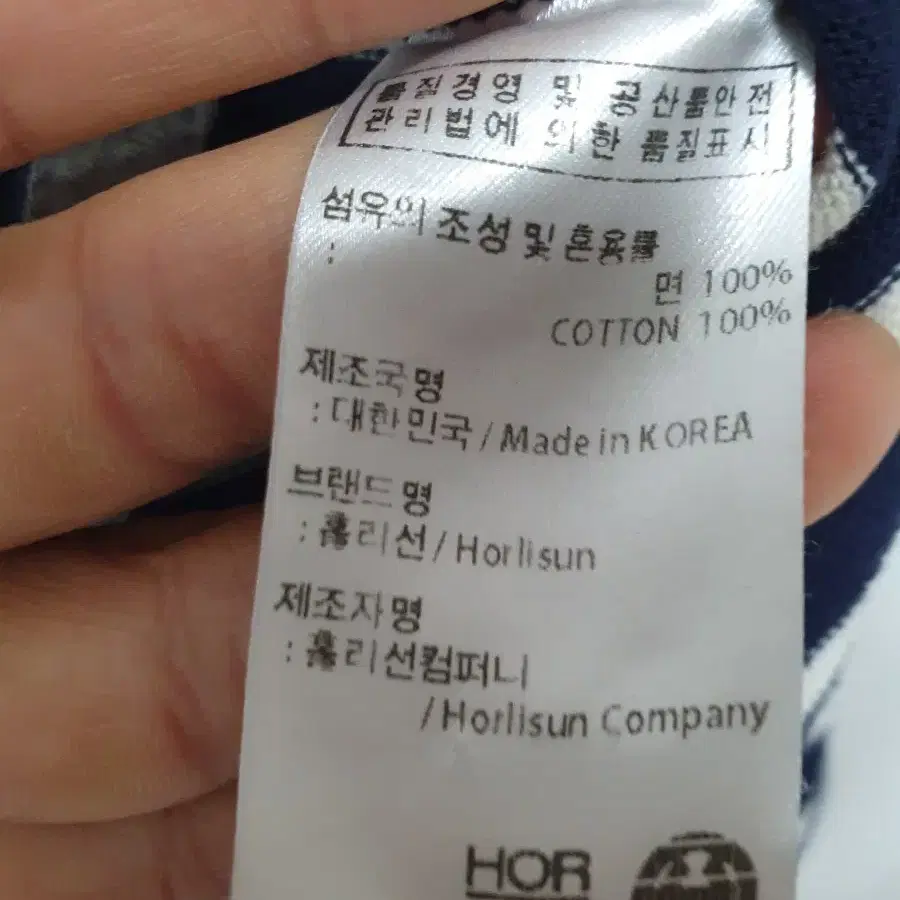 품질경영 및 공산품안전
관리법에 의한 품질표시
섬유의 조성 및 혼용률
:
면 100%
COTTON 100%
제조국명
: 대한민국 / Made in KOREA
브랜드명
: 홀리선 / Horlisun
제조자명
: 홀리선컴퍼니
/ Horlisun Company
HOR